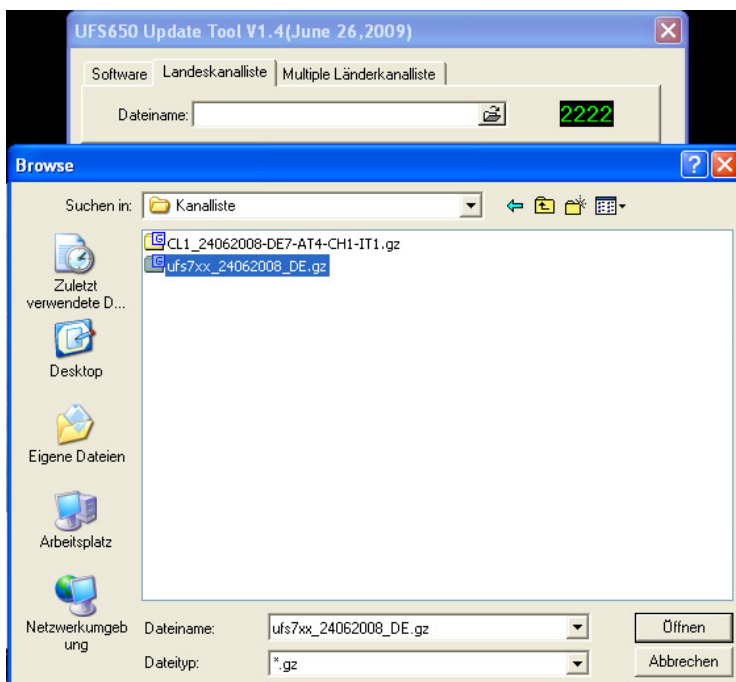 UFS650 Update Tool V1.4(June 26,2009)
Software Landeskanalliste Multiple Länderkanalliste
Dateiname: 2222
Browse
Suchen in: Kanalliste
CL1_24062008-DE7-AT4-CH1-IT1.gz
ufs7xx_24062008_DE.gz
Zuletzt
verwendete D...
Desktop
Eigene Dateien
Arbeitsplatz
Netzwerkumgeb
ung
Dateiname: ufs7xx_24062008_DE.gz Öffnen
Dateityp: *.gz Abbrechen